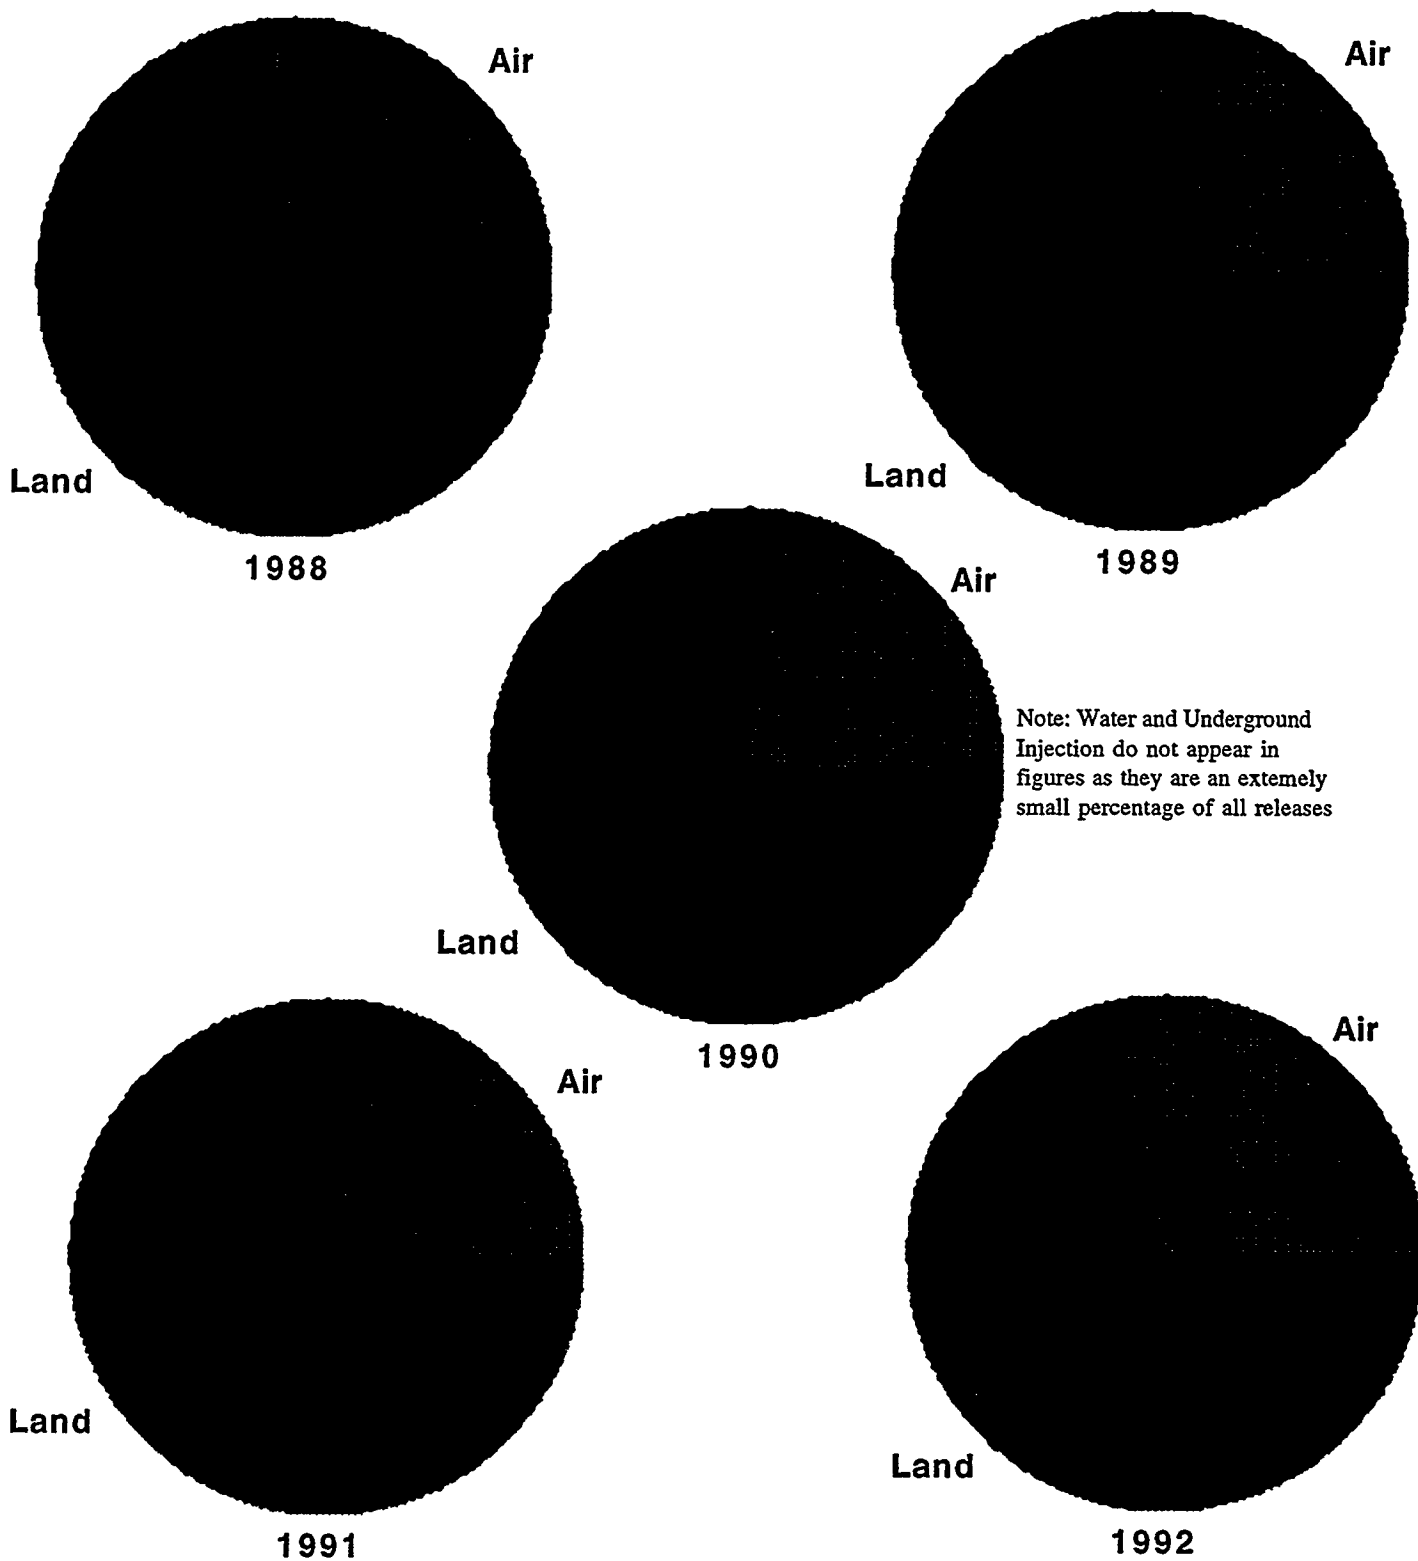 Air
Land
1988
Air
Land
1989
Air
Note: Water and Underground
Injection do not appear in
figures as they are an extemely
small percentage of all releases
Land
1990
Air
Land
1991
Air
Land
1992